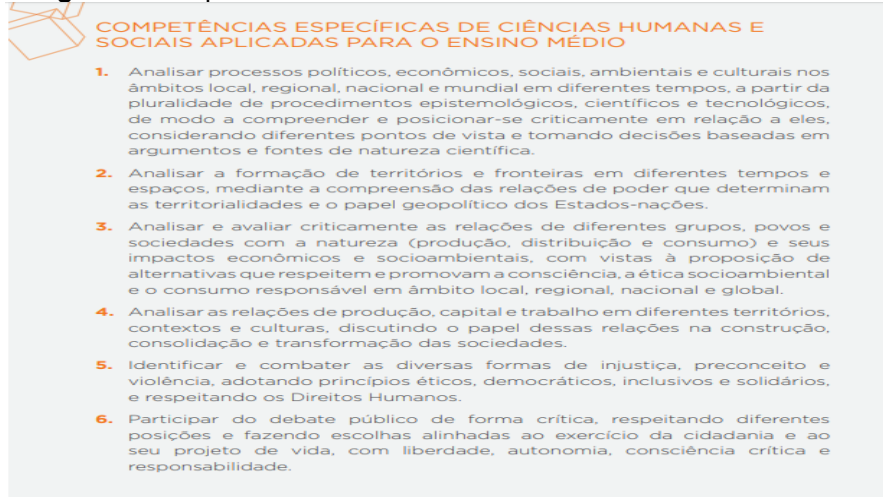 COMPETÊNCIAS ESPECÍFICAS DE CIÊNCIAS HUMANAS E
SOCIAIS APLICADAS PARA O ENSINO MÉDIO
1. Analisar processos políticos, econômicos, sociais, ambientais e culturais nos
âmbitos local, regional, nacional e mundial em diferentes tempos, a partir da
pluralidade de procedimentos epistemológicos, científicos e tecnológicos,
de modo a compreender e posicionar-se criticamente em relação a eles,
considerando diferentes pontos de vista e tomando decisões baseadas em
argumentos e fontes de natureza científica.
2. Analisar a formação de territórios e fronteiras em diferentes tempos e
espaços, mediante a compreensão das relações de poder que determinam
as territorialidades e o papel geopolítico dos Estados-nações.
3. Analisar e avaliar criticamente as relações de diferentes grupos, povos e
sociedades com a natureza (produção, distribuição e consumo) e seus
impactos econômicos e socioambientais, com vistas à proposição de
alternativas que respeitem e promovam a consciência, a ética socioambiental
e o consumo responsável em âmbito local, regional, nacional e global.
4. Analisar as relações de produção, capital e trabalho em diferentes territórios,
contextos e culturas, discutindo o papel dessas relações na construção,
consolidação e transformação das sociedades.
5. Identificar e combater as diversas formas de injustiça, preconceito e
violência, adotando princípios éticos, democráticos, inclusivos e solidários,
e respeitando os Direitos Humanos.
6. Participar do debate público de forma crítica, respeitando diferentes
posições e fazendo escolhas alinhadas ao exercício da cidadania e ao
seu projeto de vida, com liberdade, autonomia, consciência crítica e
responsabilidade.